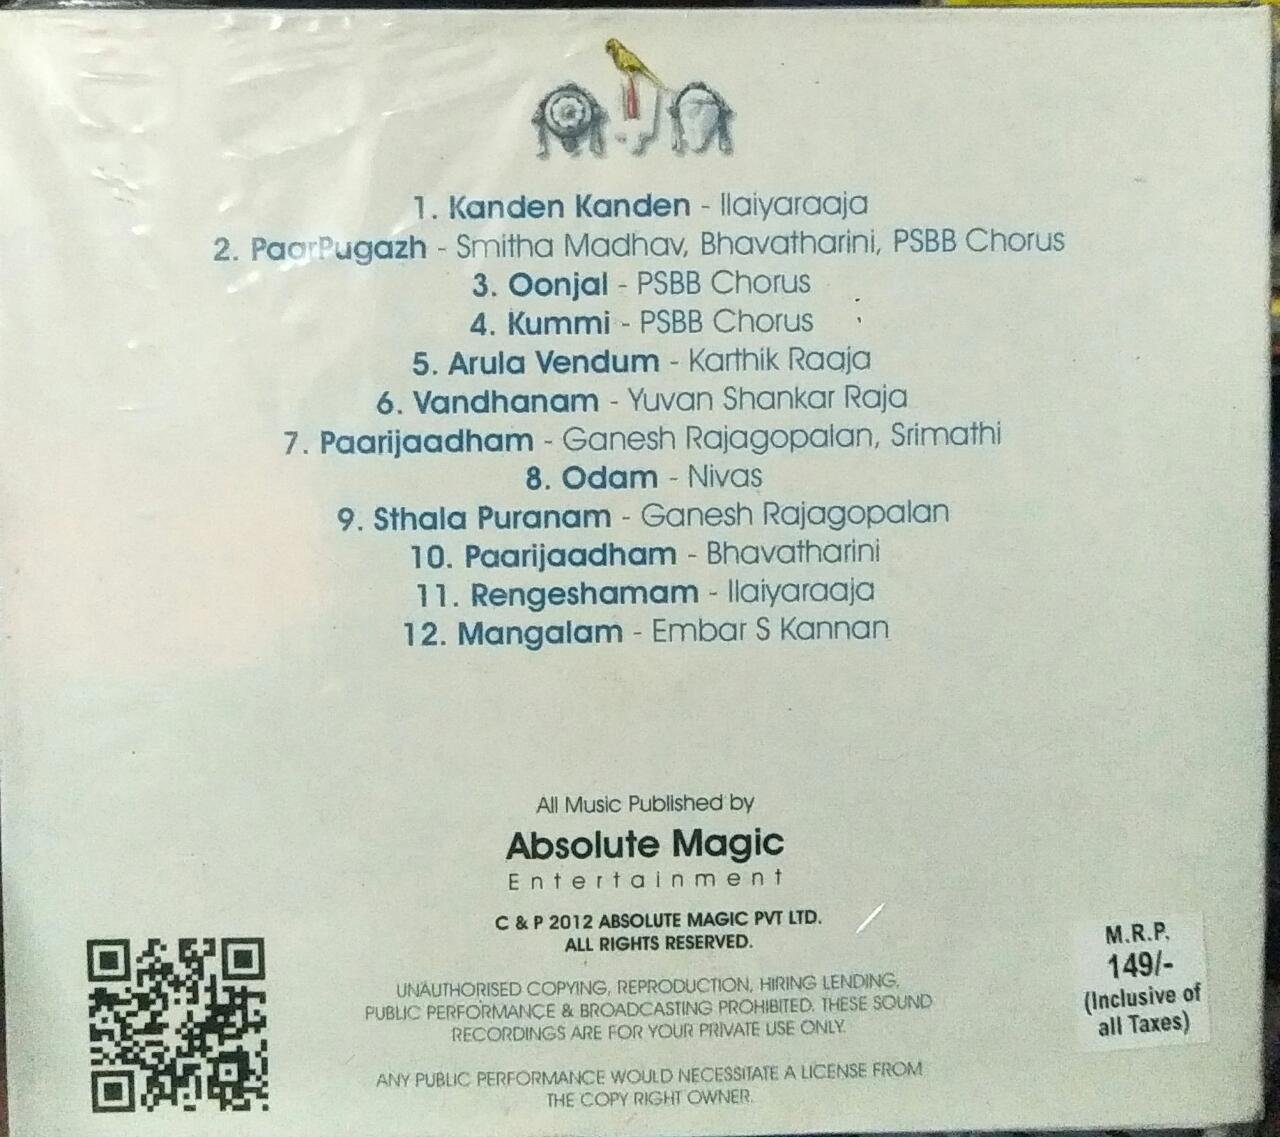 1. Kanden Kanden - Ilaiyaraaja
2. PaarPugazh - Smitha Madhav, Bhavatharini, PSBB Chorus
3. Oonjal - PSBB Chorus
4. Kummi - PSBB Chorus
5. Arula Vendum - Karthik Raaja
6. Vandhanam - Yuvan Shankar Raja
7. Paarijaadham - Ganesh Rajagopalan, Srimathi
8. Odam - Nivas
9. Sthala Puranam - Ganesh Rajagopalan
10. Paarijaadham - Bhavatharini
11. Rengeshamam - Ilaiyaraaja
12. Mangalam - Embar S Kannan
All Music Published by
Absolute Magic
Entertainment
C & P 2012 ABSOLUTE MAGIC PVT LTD.
ALL RIGHTS RESERVED.
UNAUTHORISED COPYING, REPRODUCTION, HIRING LENDING,
PUBLIC PERFORMANCE & BROADCASTING PROHIBITED. THESE SOUND
RECORDINGS ARE FOR YOUR PRIVATE USE ONLY.
ANY PUBLIC PERFORMANCE WOULD NECESSITATE A LICENSE FROM
THE COPY RIGHT OWNER.
M.R.P.
149/-
(Inclusive of
all Taxes)